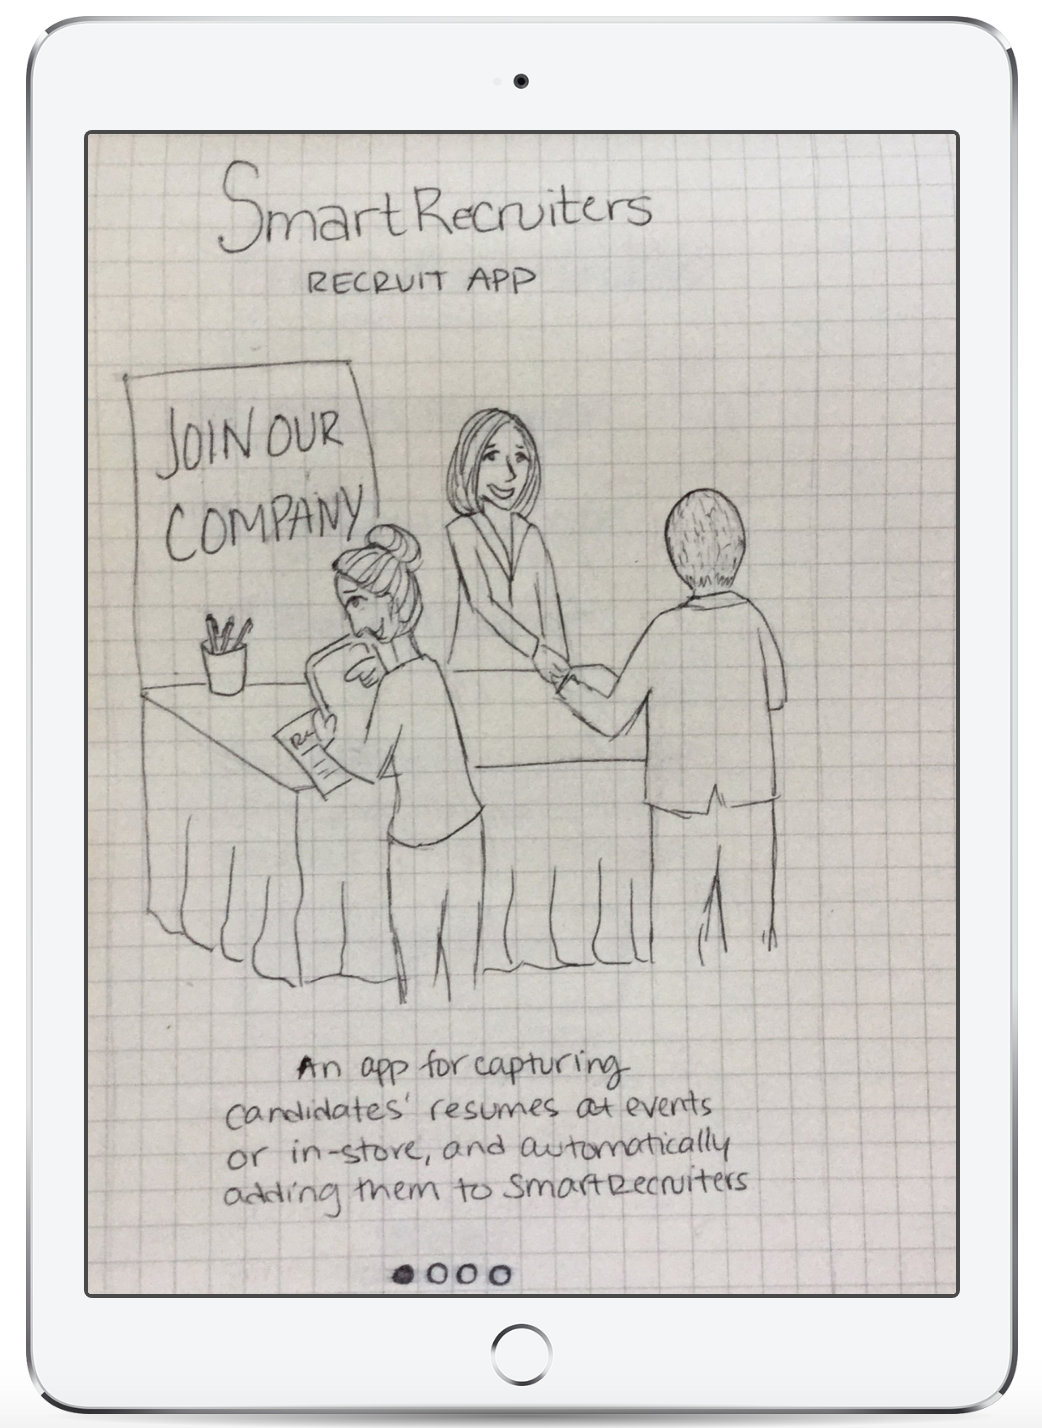 SmartRecruiters
RECRUIT APP
JOIN OUR
COMPANY
Re
An app for capturing
candidates' resumes at events
or in-store, and automatically
adding them to SmartRecruiters